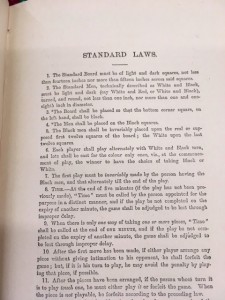 STANDARD LAWS.
1. The Standard Board must be of light and dark squares, not less
than fourteen inches nor more than sixteen inches across said squares.
2. The Standard Men, technically described as White and Black,
must be light and dark (say White and Red, or White and Black),
turned, and round, not less than one inch, nor more than one and one-
eighth inch in diameter.
3. The Board shall be placed so that the bottom corner square, on
the left hand, shall be black.
4. The Men shall be placed on the Black squares.
5. The Black men shall be invariably placed upon the real or sup-
posed first twelve squares of the board; the White upon the last
twelve squares
6. Each player shall play alternately with White and Black men,
and lots shall be cast for the colour only once, viz., at the commence-
ment of play, the winner to have the choice of taking Black or
White.
7. The first play must be invariably made by the person having the
Black men, and that alternately till the end of the play.
8. TIME.—At the end of five minutes (if the play has not been pre-
viously made), "Time" must be called by the person appointed for the
purpose in a distinct manner, and if the play be not completed on the
expiry of another minute, the game shall be adjudged to be lost through
improper delay.
9. When there is only one way of taking one or more pieces, "Time"
shall be called at the end of one minute, and if the play be not com-
pleted on the expiry of another minute, the game shall be adjudged to
be lost through improper delay.
10. After the first move has been made, if either player arrange any
piece without giving intimation to his opponent, he shall forfeit the
game; but, if it is his turn to play, he may avoid the penalty by play-
ing that piece, if possible.
11. After the pieces have been arranged, if the person whose turn it
is to play touch one, he must either play it or forfeit the game. When
the piece is not playable, he forfeits according to the preceding law.